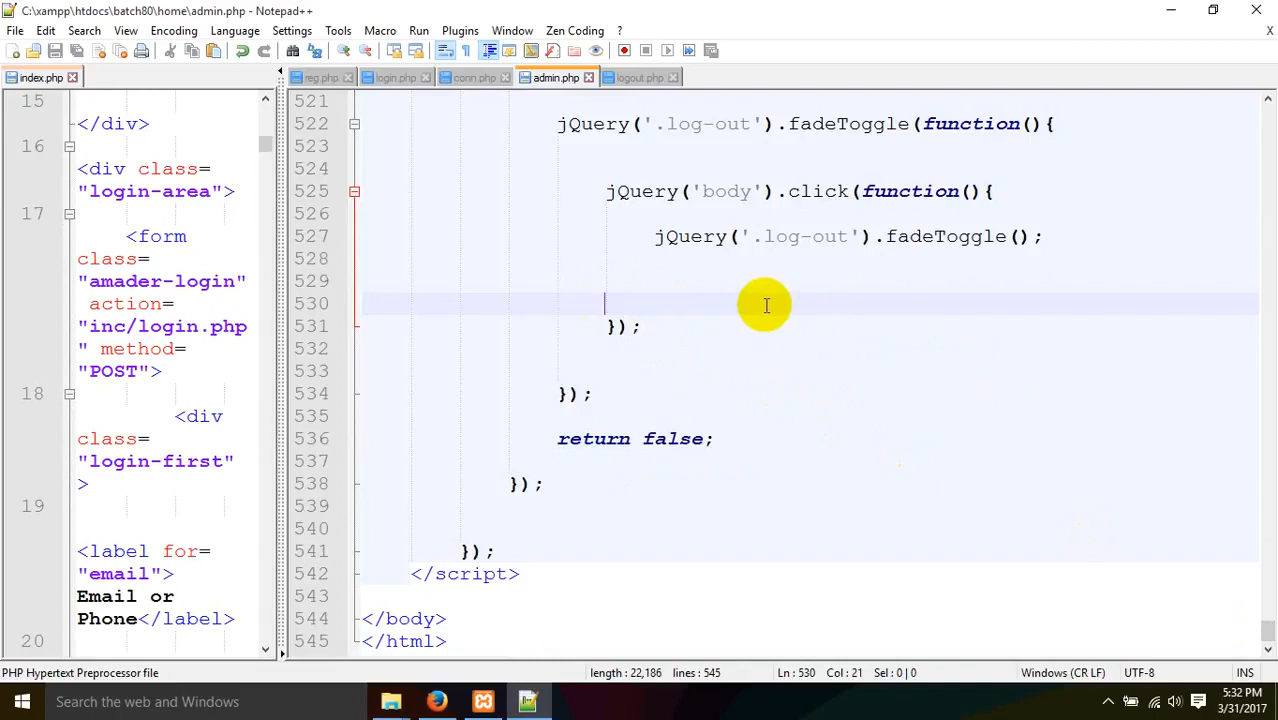 C:\xampp\htdocs\batch80\home\admin.php - Notepad++
File Edit Search View Encoding Language Settings Tools Macro Run Plugins Window Zen Coding ? X
index.php
reg.php login.php conn.php admin.php logout.php
15
</div>
16
<div class=
"login-area">
17
<form
class=
"amader-login"
action=
"inc/login.php
" method=
"POST">
18
<div
class=
"login-first"
>
19
<label for=
"email">
Email or
Phone</label>
20
521
522 jQuery('.log-out').fadeToggle(function(){
523
524
525 jQuery('body').click(function(){
526
527 jQuery('.log-out').fadeToggle();
528
529
530
531 });
532
533
534 });
535
536 return false;
537
538 });
539
540
541 });
542 </script>
543
544 </body>
545 </html>
PHP Hypertext Preprocessor file length : 22,186 lines : 545 Ln : 530 Col : 21 Sel : 0 | 0 Windows (CR LF) UTF-8 INS
Search the web and Windows
5:32 PM
3/31/2017